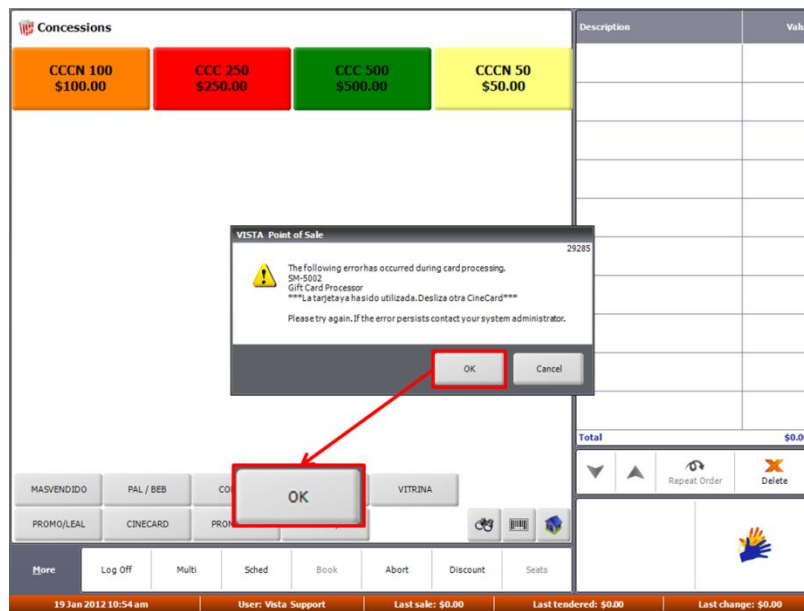 Concessions
Description
Valu
CCCN 100
$100.00
CCC 250
$250.00
CCC 500
$500.00
CCCN 50
$50.00
VISTA Point of Sale
29285
The following error has occurred during card processing.
SM-5002
Gift Card Processor
***La tarjeta ya ha sido utilizada. Desliza otra CineCard***
Please try again. If the error persists contact your system administrator.
OK
Cancel
Total
$0.0
Repeat Order
Delete
MASVENDIDO
PAL / BEB
OK
VITRINA
PROMO/LEAL
CINECARD
More
Log Off
Multi
Sched
Book
Abort
Discount
Seats
19 Jan 2012 10:54 am
User: Vista Support
Last sale: $0.00
Last tendered: $0.00
Last change: $0.00